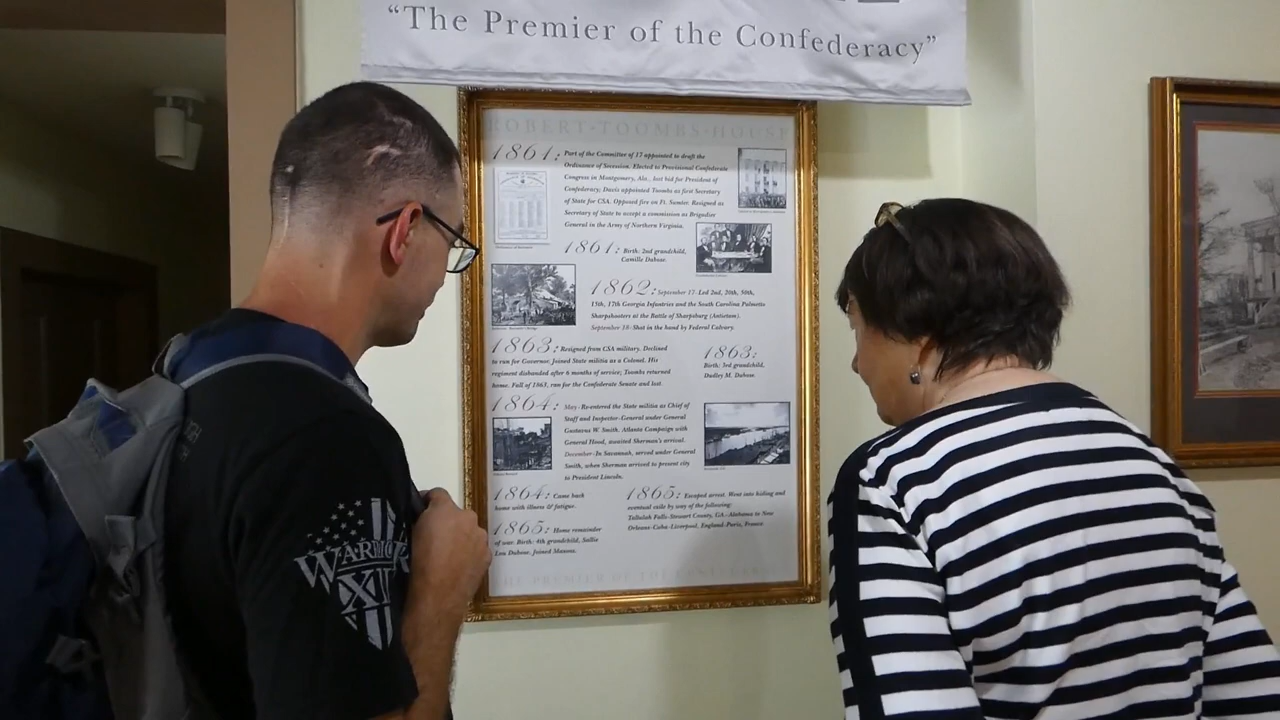 “The Premier of the Confederacy”
ROBERT·TOOMBS·HOUSE
1861: Part of the Committee of 17 appointed to draft the
Ordinance of Secession. Elected to Provisional Confederate
Congress in Montgomery, Ala., lost bid for President of
Confederacy; Davis appointed Toombs as first Secretary
of State for CSA. Opposed fire on Ft. Sumter. Resigned as
Secretary of State to accept a commission as Brigadier
General in the Army of Northern Virginia.
1861: Birth: 2nd grandchild,
Camille Dubose.
1862: September 17- Led 2nd, 20th, 50th,
15th, 17th Georgia Infantries and the South Carolina Palmetto
Sharpshooters at the Battle of Sharpsburg (Antietam).
September 18- Shot in the hand by Federal Calvary.
1863: Resigned from CSA military. Declined
to run for Governor. Joined State militia as a Colonel. His
regiment disbanded after 6 months of service; Toombs returned
home. Fall of 1863, run for the Confederate Senate and lost.
1863:
Birth: 3rd grandchild,
Dudley M. Dubose.
1864: May- Re-entered the State militia as Chief of
Staff and Inspector-General under General
Gustavus W. Smith. Atlanta Campaign with
General Hood, awaited Sherman's arrival.
December- In Savannah, served under General
Smith, when Sherman arrived to present city
to President Lincoln.
1864: Came back
home with illness & fatigue.
1865: Home remainder
of war. Birth: 4th grandchild, Sallie
Lou Dubose. Joined Masons.
1865: Escaped arrest. Went into hiding and
eventual exile by way of the following:
Tallulah Falls-Stewart County, GA-Alabama to New
Orleans-Cuba-Liverpool, England-Paris, France
THE PREMIER OF THE CONFEDERACY
WARRIOR
XII